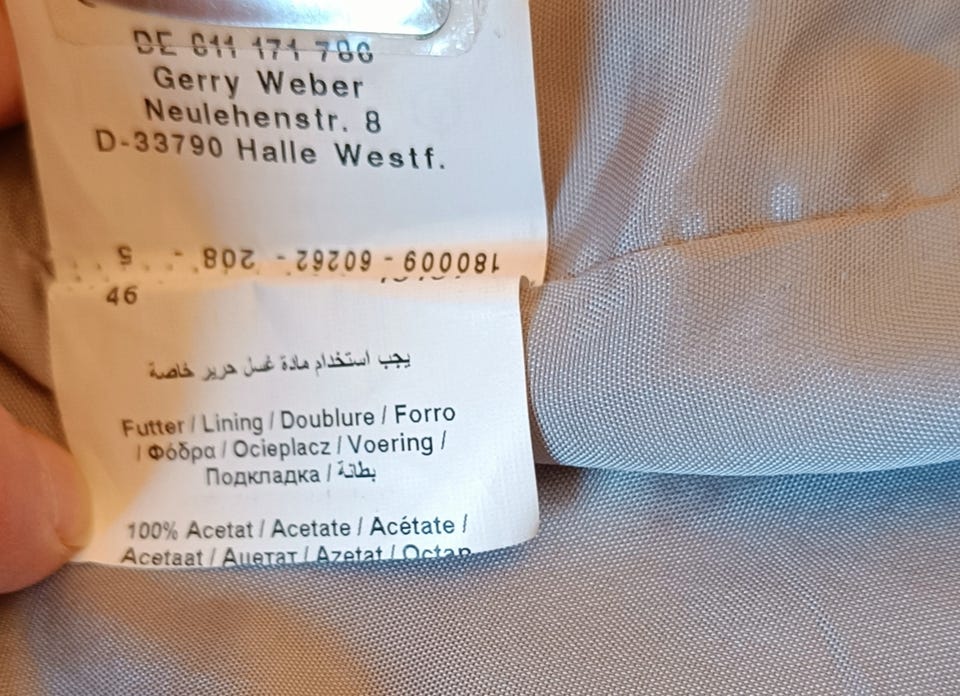 DE 811 171 786
Gerry Weber
Neulehenstr. 8
D-33790 Halle Westf.
180009 - 60262 - 208 - 5
46
يجب استخدام مادة غسل حرير خاصة
Futter / Lining / Doublure / Forro
/ Φόδρα / Ocieplacz / Voering /
Подкладка / بطانة
100% Acetat / Acetate / Acétate /
Acetaat / Ацетат / Azetat /